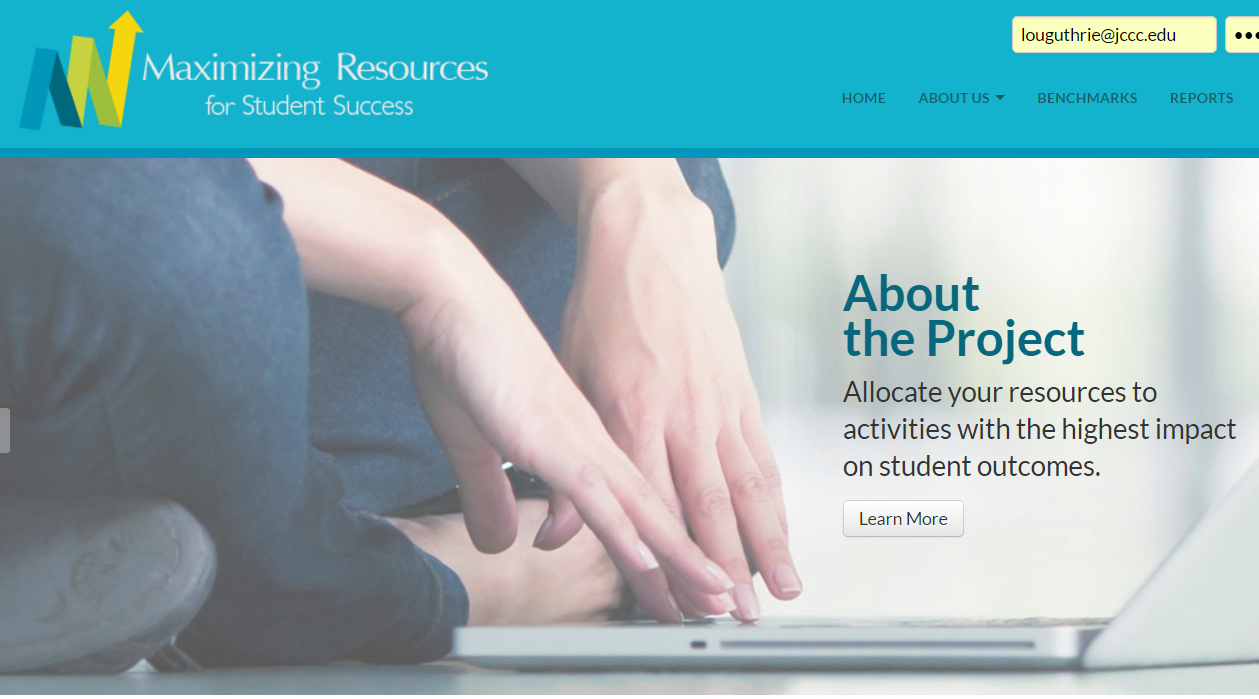 Maximizing Resources
for Student Success
louguthrie@jccc.edu
HOME ABOUT US BENCHMARKS REPORTS
About
the Project
Allocate your resources to
activities with the highest impact
on student outcomes.
Learn More